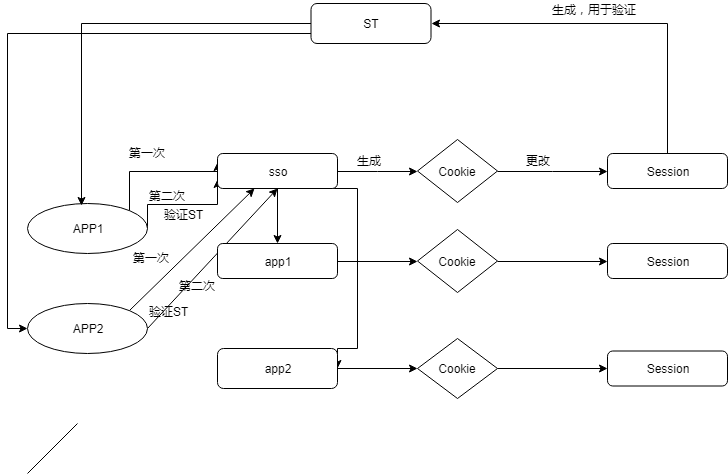 生成，用于验证
ST
第一次
sso
生成
Cookie
更改
Session
第二次
验证ST
APP1
第一次
app1
Cookie
Session
第二次
验证ST
APP2
app2
Cookie
Session